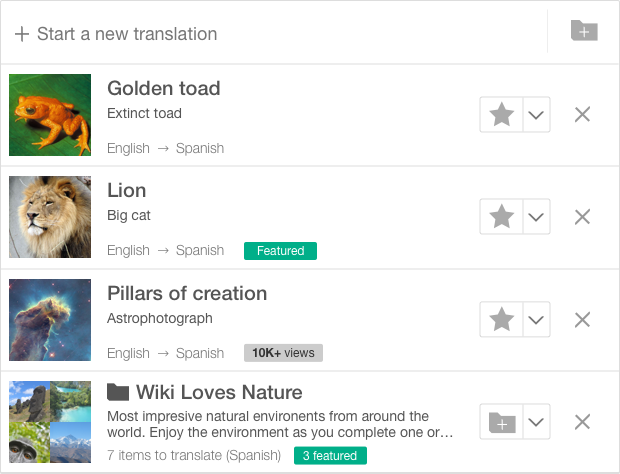 + Start a new translation
Golden toad
Extinct toad
English → Spanish
Lion
Big cat
English → Spanish Featured
Pillars of creation
Astrophotograph
English → Spanish 10K+ views
Wiki Loves Nature
Most impresive natural environents from around the
world. Enjoy the environment as you complete one or…
7 items to translate (Spanish) 3 featured